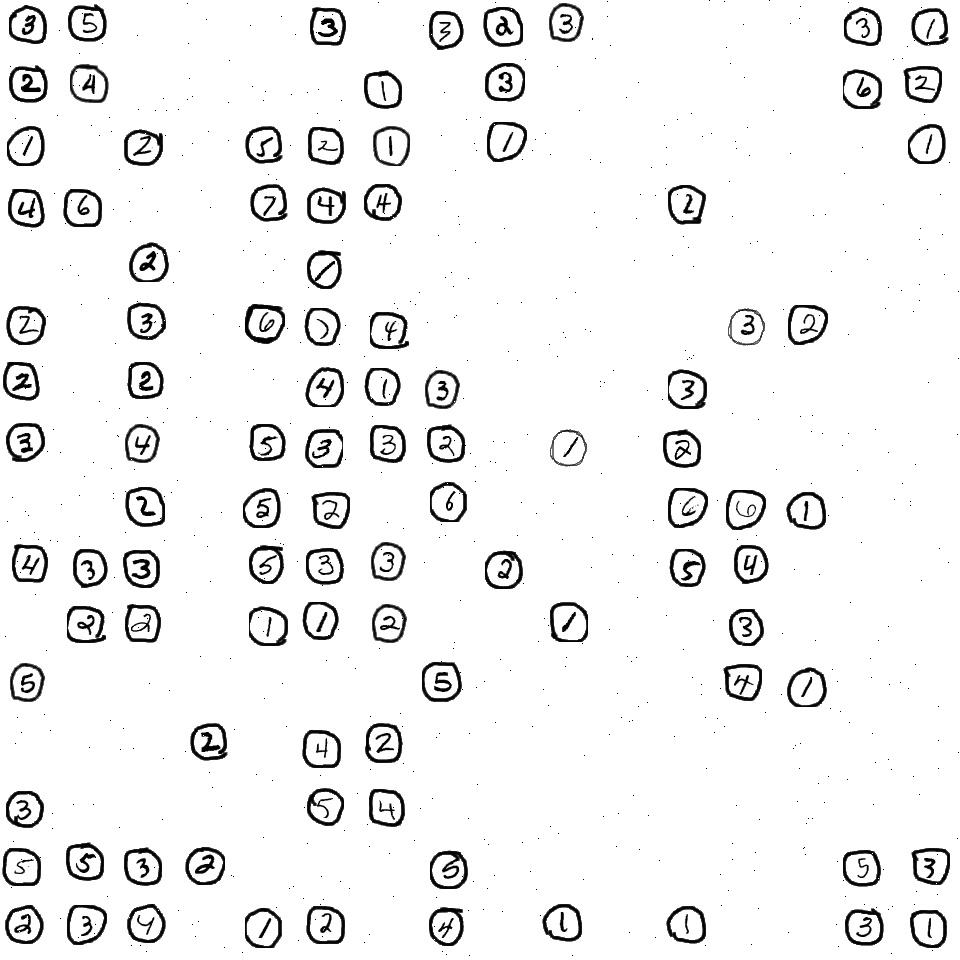 3 5 3 3 2 3 3 1
2 4 1 3 6 2
1 2 5 2 1 1 1
4 6 7 4 4 2
2 1
2 3 6 4 3 2
2 2 4 1 3 3
3 4 5 3 3 2 1 2
2 5 2 6 6 6 1
4 3 3 5 3 3 2 5 4
2 2 1 1 2 1 3
5 5 4 1
2 4 2
3 5 4
5 5 3 2 5 3
2 3 4 1 2 4 1 1 3 1